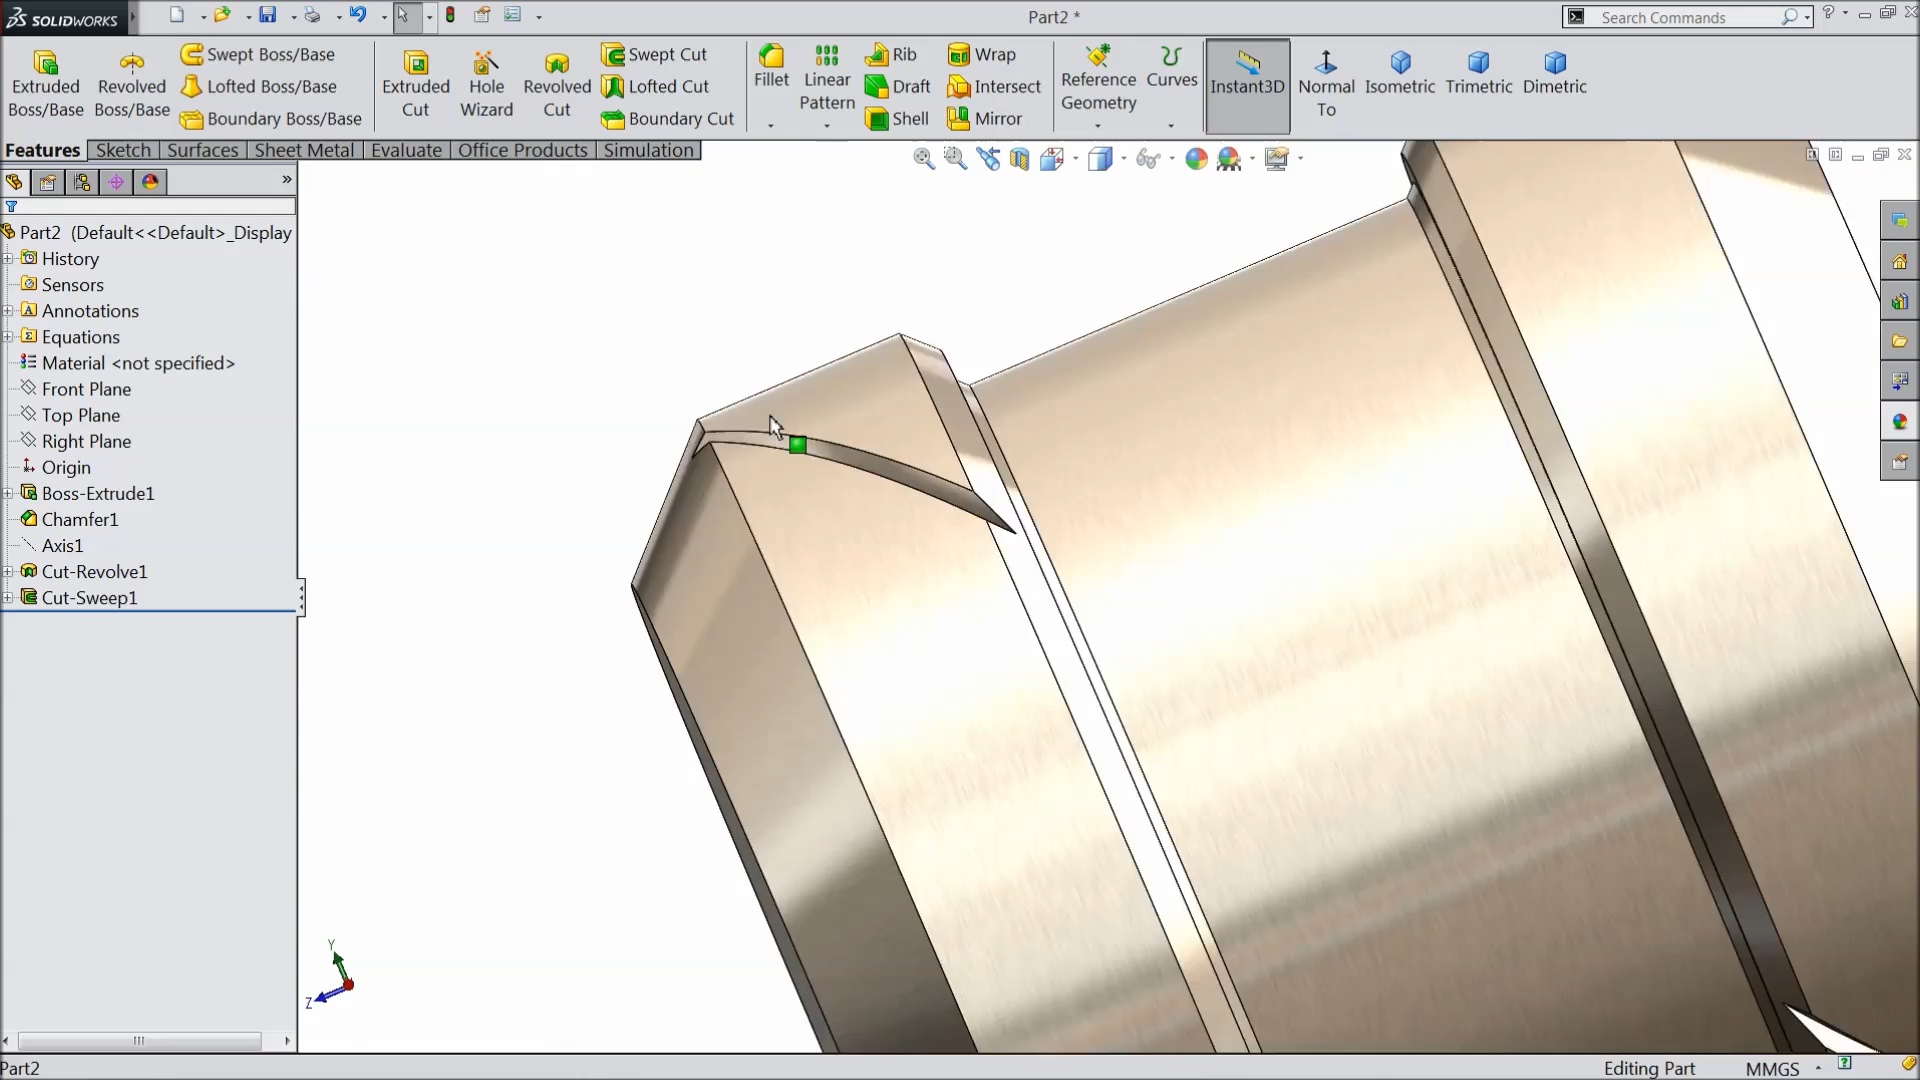 SOLIDWORKS
Part2 *
Search Commands
Extruded Boss/Base
Revolved Boss/Base
Swept Boss/Base
Lofted Boss/Base
Boundary Boss/Base
Extruded Cut
Hole Wizard
Revolved Cut
Swept Cut
Lofted Cut
Boundary Cut
Fillet
Linear Pattern
Rib
Draft
Shell
Wrap
Intersect
Mirror
Reference Geometry
Curves
Instant3D
Normal To
Isometric
Trimetric
Dimetric
Features
Sketch
Surfaces
Sheet Metal
Evaluate
Office Products
Simulation
Part2 (Default<<Default>_Display
History
Sensors
Annotations
Equations
Material <not specified>
Front Plane
Top Plane
Right Plane
Origin
Boss-Extrude1
Chamfer1
Axis1
Cut-Revolve1
Cut-Sweep1
Y
Z
Part2
Editing Part
MMGS